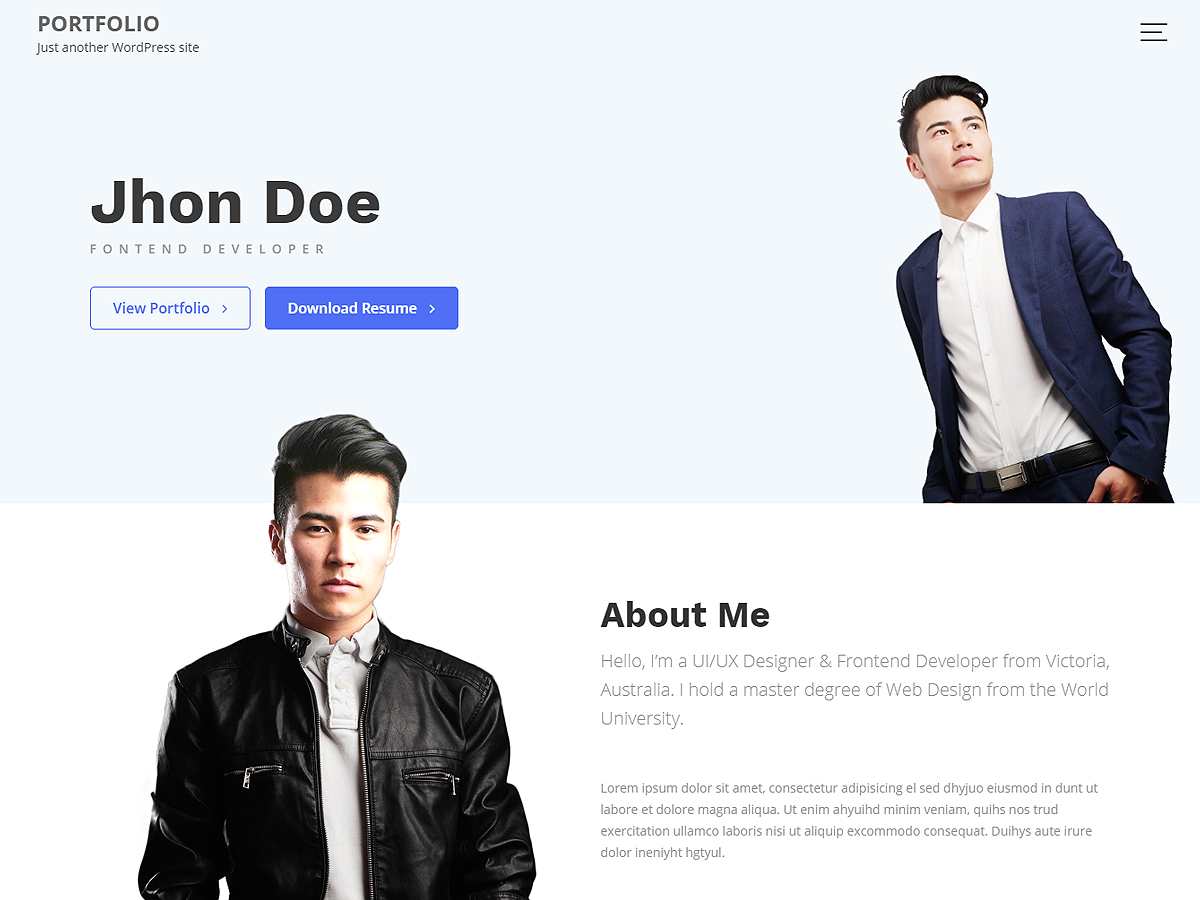 PORTFOLIO
Just another WordPress site
Jhon Doe
FONTEND DEVELOPER
View Portfolio
Download Resume
About Me
Hello, I'm a UI/UX Designer & Frontend Developer from Victoria,
Australia. I hold a master degree of Web Design from the World
University.
Lorem ipsum dolor sit amet, consectetur adipisicing el sed dhyjuo eiusmod in dunt ut
labore et dolore magna aliqua. Ut enim ahyuihd minim veniam, quihs nos trud
exercitation ullamco laboris nisi ut aliquip excommodo consequat. Duihys aute irure
dolor ineniyht hgtyul.